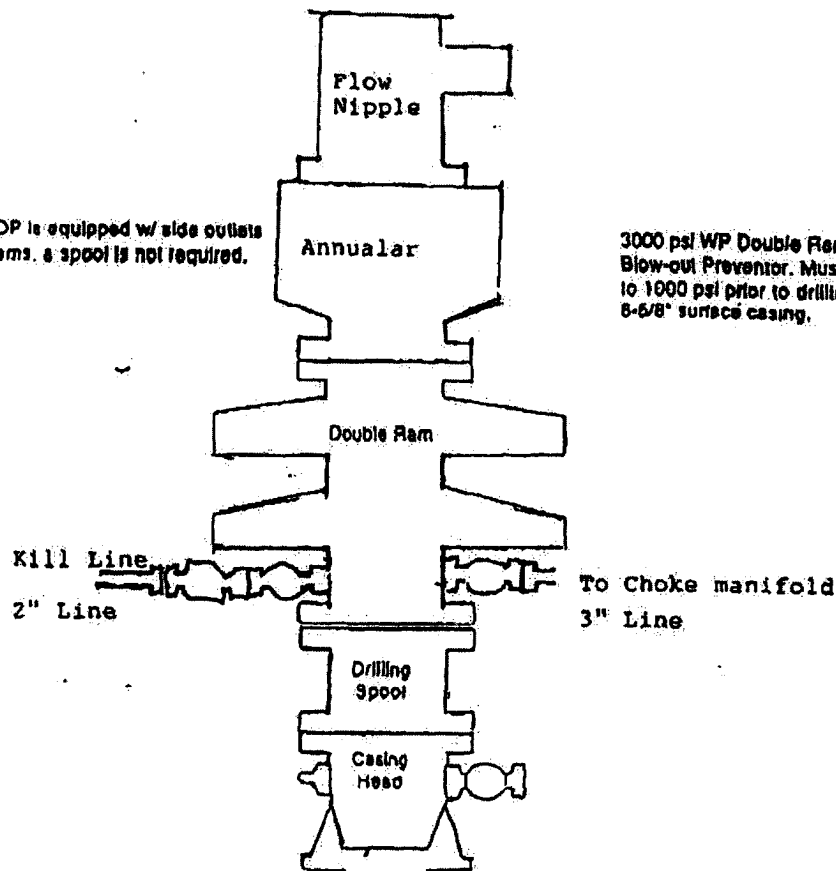 Flow
Nipple
OP is equipped w/ side outlets
ams, a spool is not required.
Annualar
3000 psi WP Double Ram
Blow-out Preventor. Mus
to 1000 psi prior to drilli
8-5/8" surface casing.
Double Ram
Kill Line
2" Line
To Choke manifold
3" Line
Drilling
Spool
Casing
Head